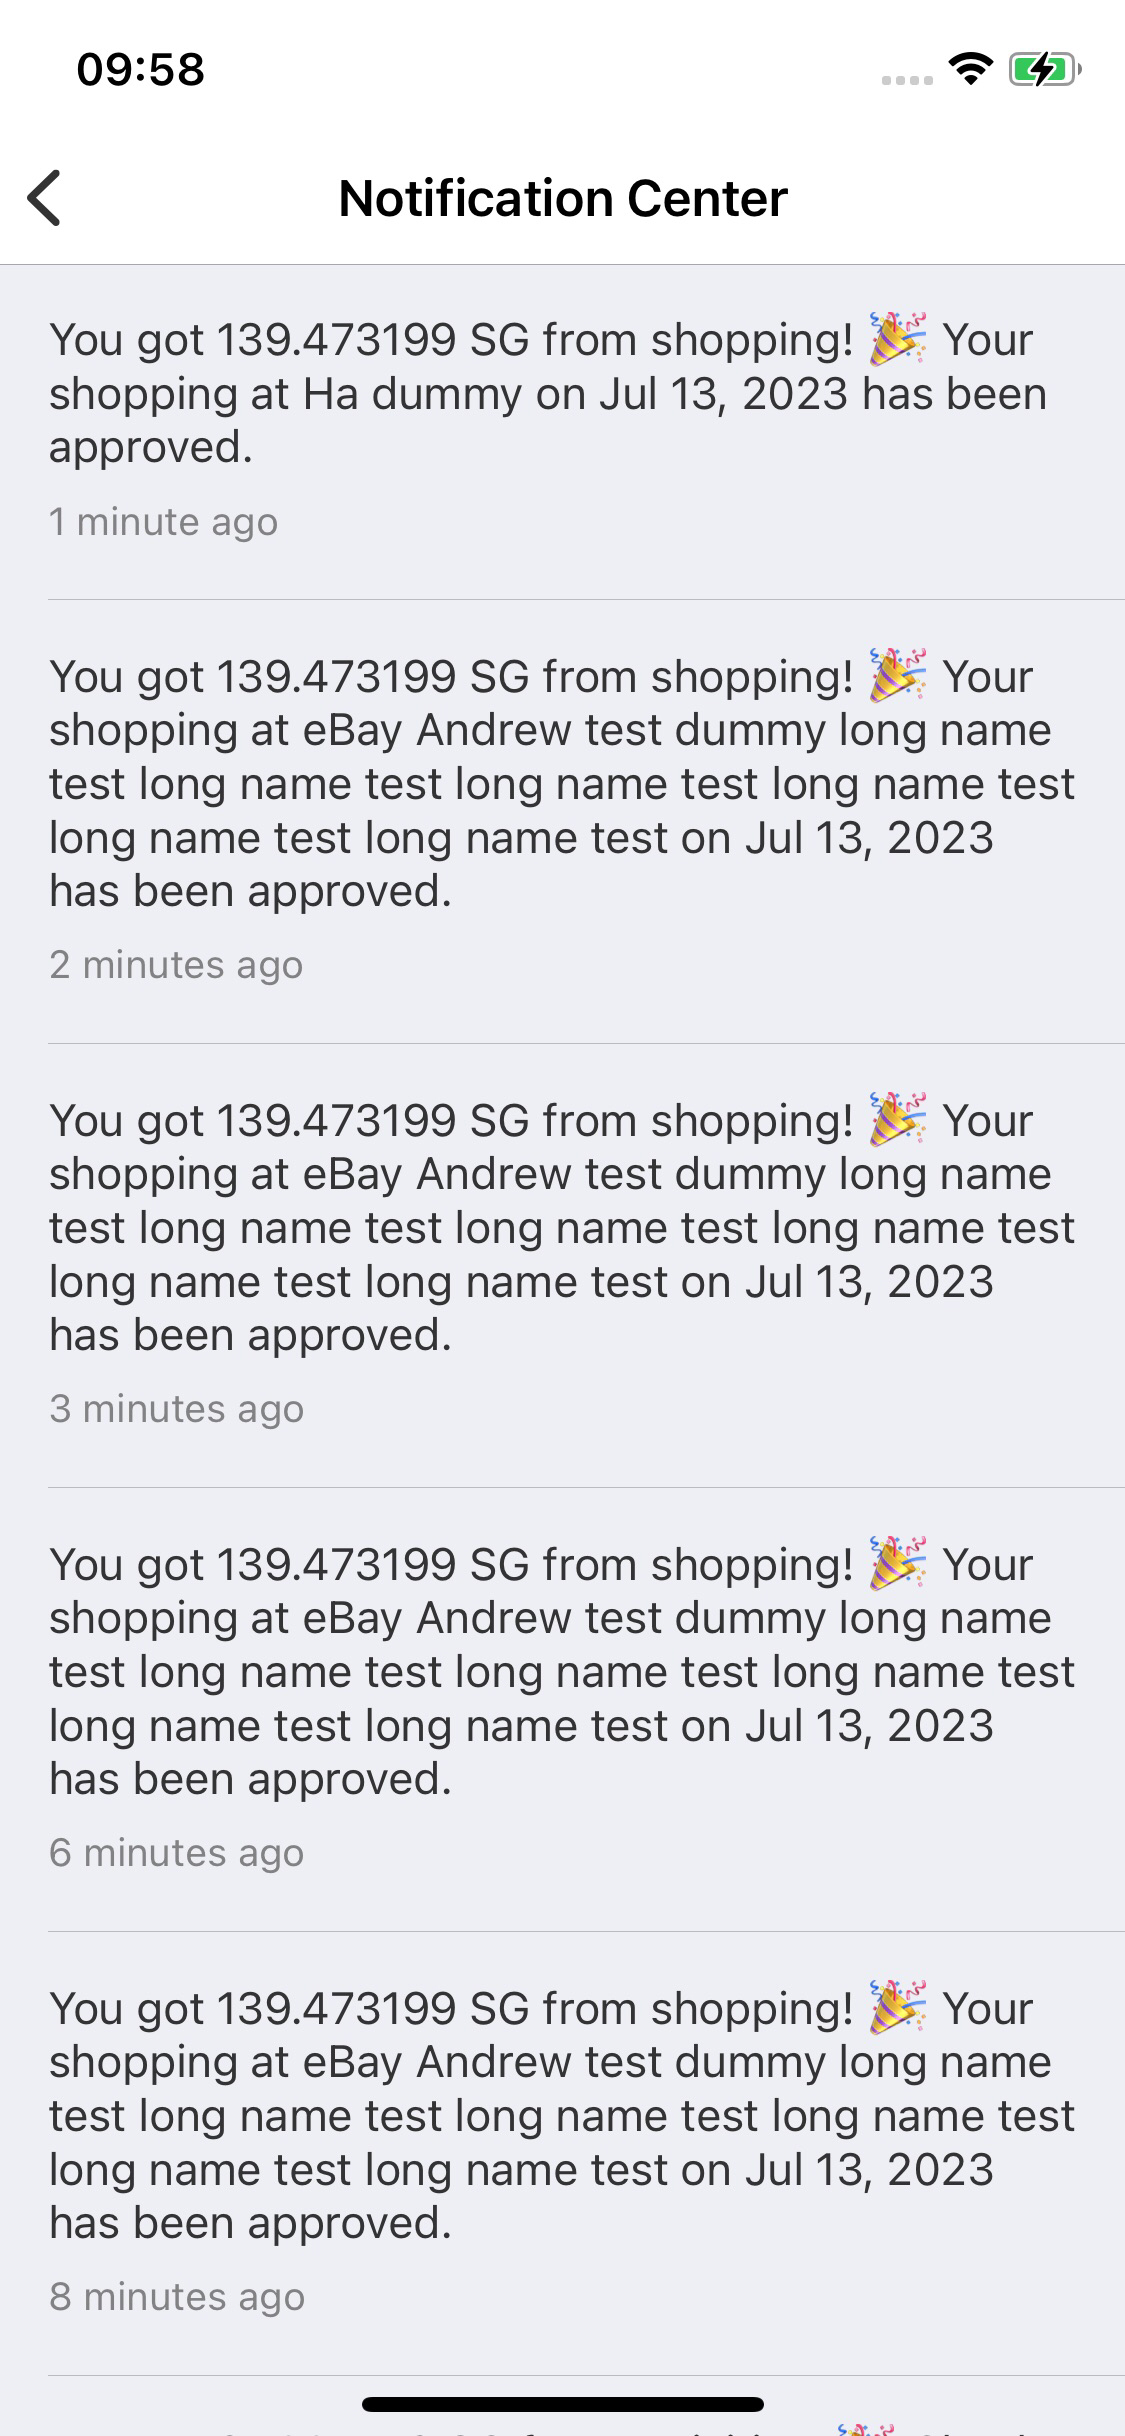 09:58
Notification Center
You got 139.473199 SG from shopping! 🎉 Your
shopping at Ha dummy on Jul 13, 2023 has been
approved.
1 minute ago
You got 139.473199 SG from shopping! 🎉 Your
shopping at eBay Andrew test dummy long name
test long name test long name test long name test
long name test long name test on Jul 13, 2023
has been approved.
2 minutes ago
You got 139.473199 SG from shopping! 🎉 Your
shopping at eBay Andrew test dummy long name
test long name test long name test long name test
long name test long name test on Jul 13, 2023
has been approved.
3 minutes ago
You got 139.473199 SG from shopping! 🎉 Your
shopping at eBay Andrew test dummy long name
test long name test long name test long name test
long name test long name test on Jul 13, 2023
has been approved.
6 minutes ago
You got 139.473199 SG from shopping! 🎉 Your
shopping at eBay Andrew test dummy long name
test long name test long name test long name test
long name test long name test on Jul 13, 2023
has been approved.
8 minutes ago